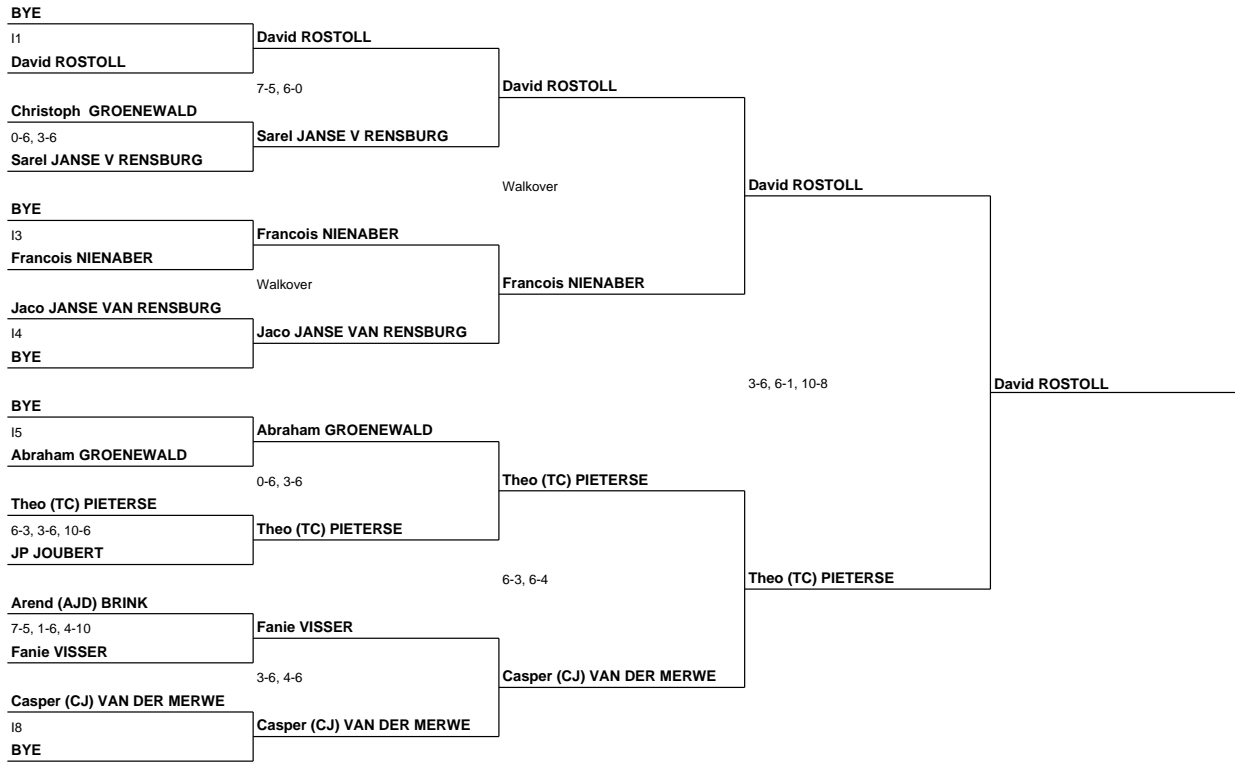 BYE
I1
David ROSTOLL
Christoph  GROENEWALD
0-6, 3-6
Sarel JANSE V RENSBURG
BYE
I3
Francois NIENABER
Jaco JANSE VAN RENSBURG
I4
BYE
BYE
I5
Abraham GROENEWALD
Theo (TC) PIETERSE
6-3, 3-6, 10-6
JP JOUBERT
Arend (AJD) BRINK
7-5, 1-6, 4-10
Fanie VISSER
Casper (CJ) VAN DER MERWE
I8
BYE
David ROSTOLL
7-5, 6-0
Sarel JANSE V RENSBURG
Francois NIENABER
Walkover
Jaco JANSE VAN RENSBURG
Abraham GROENEWALD
0-6, 3-6
Theo (TC) PIETERSE
Fanie VISSER
3-6, 4-6
Casper (CJ) VAN DER MERWE
David ROSTOLL
Walkover
Francois NIENABER
Theo (TC) PIETERSE
6-3, 6-4
Casper (CJ) VAN DER MERWE
David ROSTOLL
3-6, 6-1, 10-8
Theo (TC) PIETERSE
David ROSTOLL